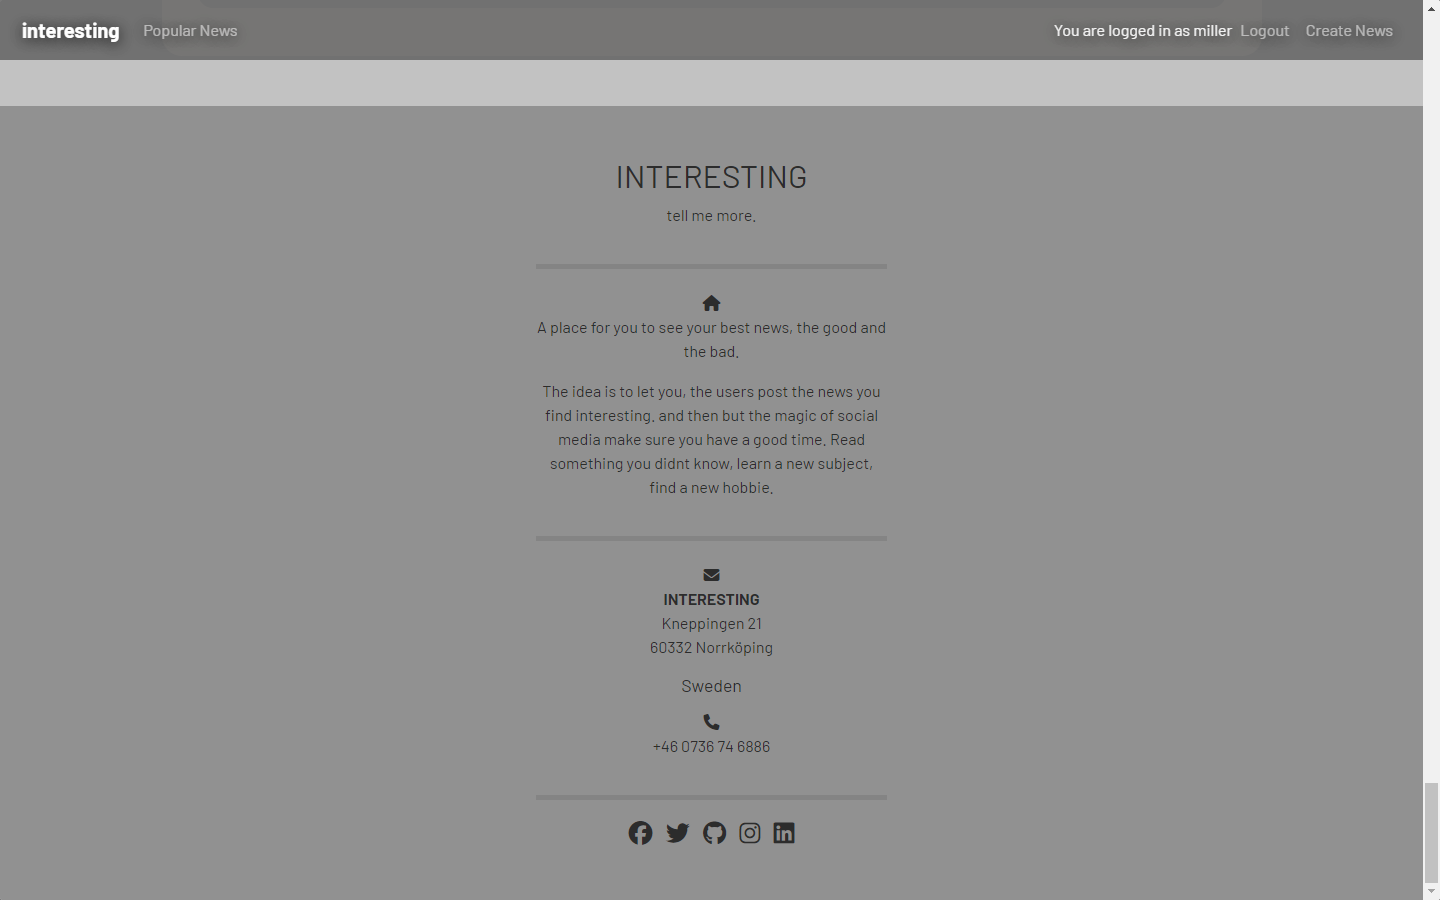 interesting Popular News You are logged in as miller Logout Create News
INTERESTING
tell me more.
A place for you to see your best news, the good and
the bad.
The idea is to let you, the users post the news you
find interesting. and then but the magic of social
media make sure you have a good time. Read
something you didnt know, learn a new subject,
find a new hobbie.
INTERESTING
Kneppingen 21
60332 Norrköping
Sweden
+46 0736 74 6886